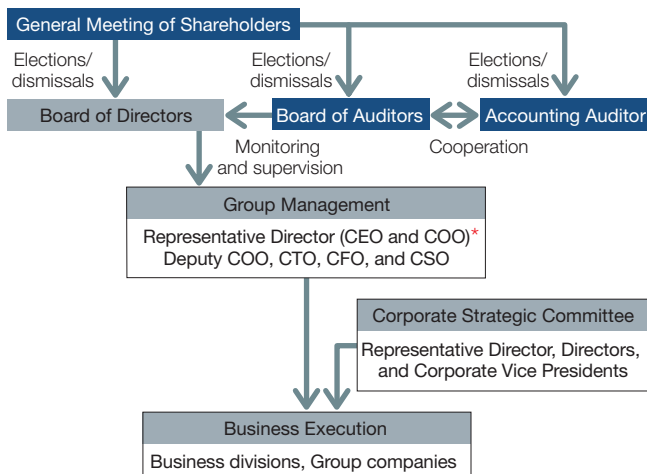 General Meeting of Shareholders
Elections/
dismissals
Elections/
dismissals
Elections/
dismissals
Board of Directors
Board of Auditors
Accounting Auditor
Monitoring
and supervision
Cooperation
Group Management
Representative Director (CEO and COO)*
Deputy COO, CTO, CFO, and CSO
Corporate Strategic Committee
Representative Director, Directors,
and Corporate Vice Presidents
Business Execution
Business divisions, Group companies